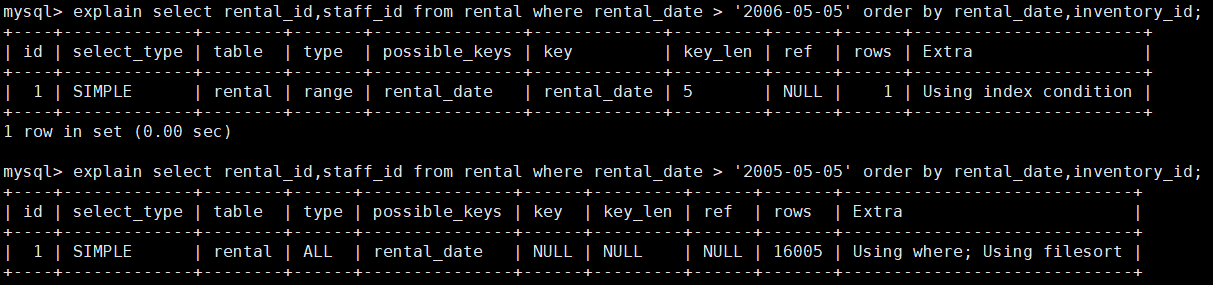 mysql> explain select rental_id,staff_id from rental where rental_date > '2006-05-05' order by rental_date,inventory_id;
+----+-------------+--------+-------+---------------+-------------+---------+------+------+-----------------------+
| id | select_type | table  | type  | possible_keys | key         | key_len | ref  | rows | Extra                 |
+----+-------------+--------+-------+---------------+-------------+---------+------+------+-----------------------+
|  1 | SIMPLE      | rental | range | rental_date   | rental_date | 5       | NULL |    1 | Using index condition |
+----+-------------+--------+-------+---------------+-------------+---------+------+------+-----------------------+
1 row in set (0.00 sec)
mysql> explain select rental_id,staff_id from rental where rental_date > '2005-05-05' order by rental_date,inventory_id;
+----+-------------+--------+------+---------------+------+---------+------+-------+-----------------------------+
| id | select_type | table  | type | possible_keys | key  | key_len | ref  | rows  | Extra                       |
+----+-------------+--------+------+---------------+------+---------+------+-------+-----------------------------+
|  1 | SIMPLE      | rental | ALL  | rental_date   | NULL | NULL    | NULL | 16005 | Using where; Using filesort |
+----+-------------+--------+------+---------------+------+---------+------+-------+-----------------------------+